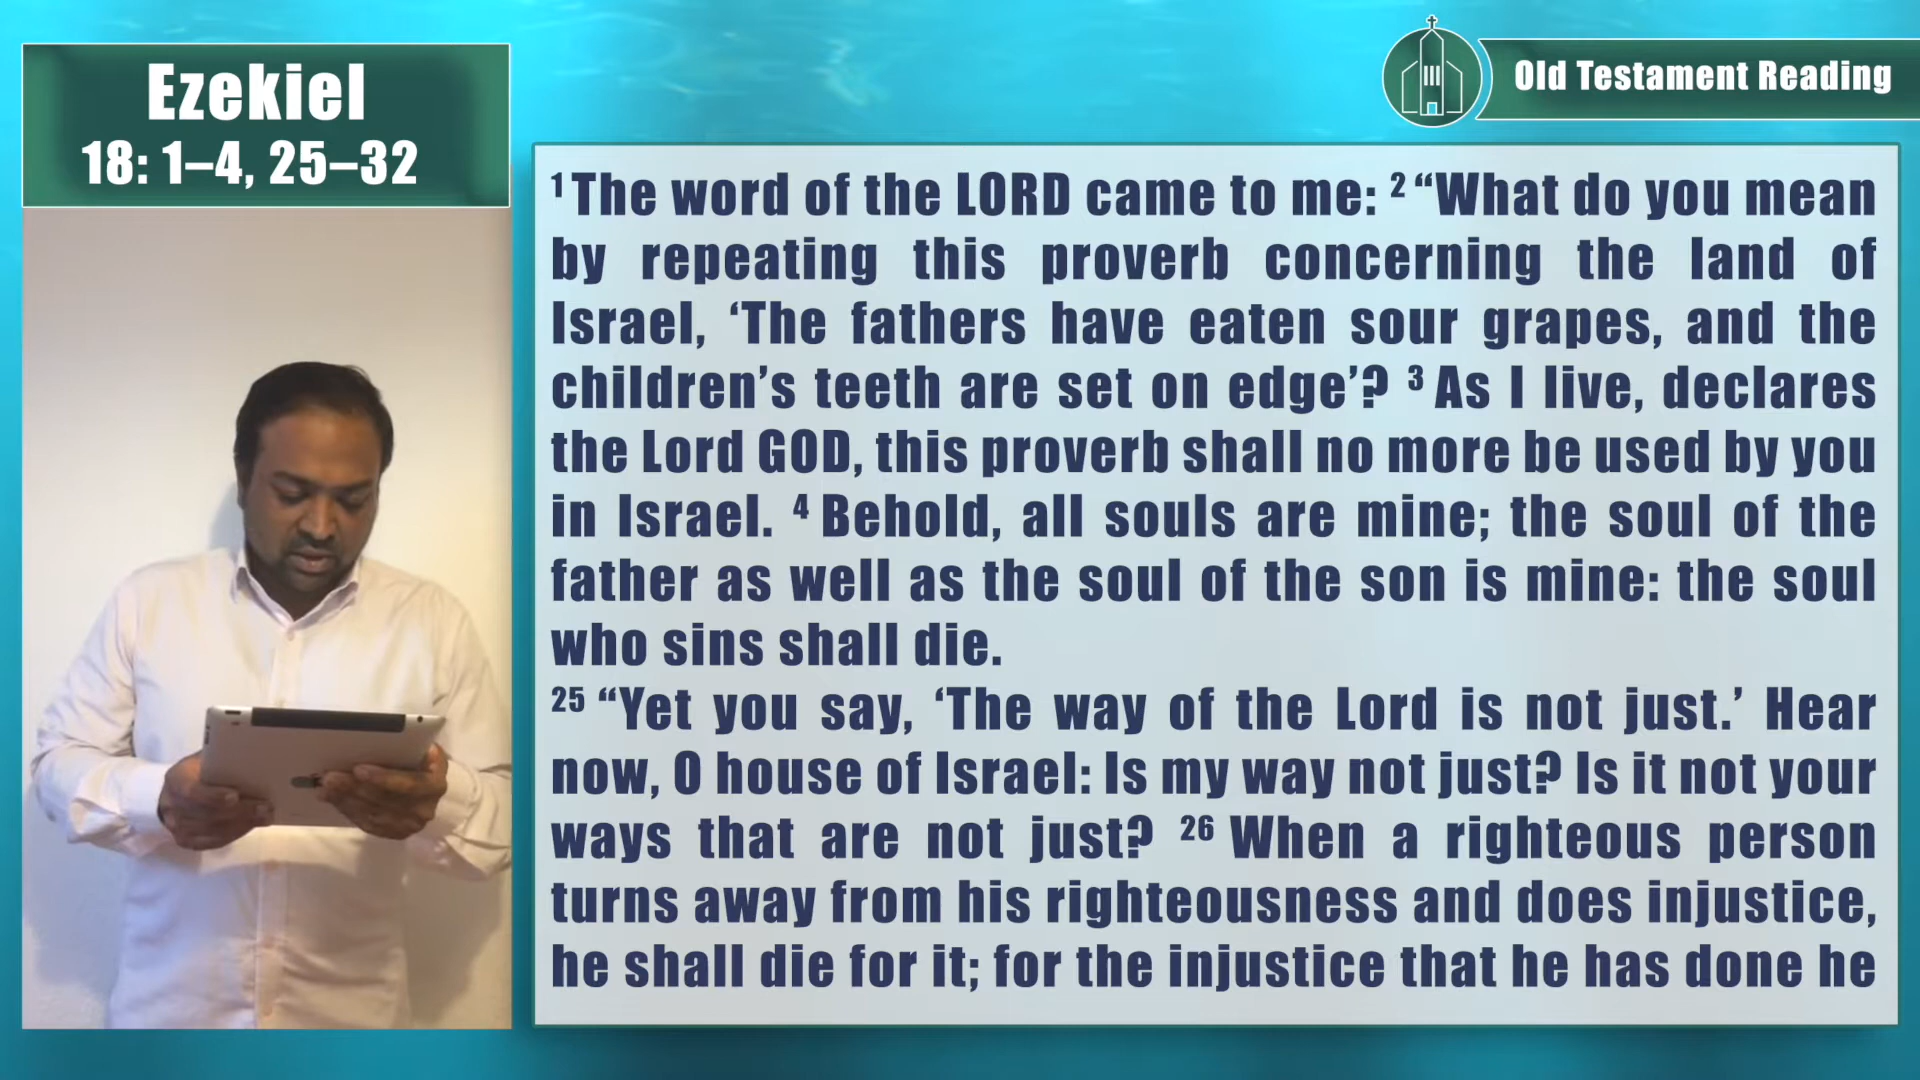 Ezekiel
18: 1–4, 25–32
Old Testament Reading
1 The word of the LORD came to me: 2 “What do you mean
by repeating this proverb concerning the land of
Israel, ‘The fathers have eaten sour grapes, and the
children’s teeth are set on edge’? 3 As I live, declares
the Lord GOD, this proverb shall no more be used by you
in Israel. 4 Behold, all souls are mine; the soul of the
father as well as the soul of the son is mine: the soul
who sins shall die.
25 “Yet you say, ‘The way of the Lord is not just.’ Hear
now, O house of Israel: Is my way not just? Is it not your
ways that are not just? 26 When a righteous person
turns away from his righteousness and does injustice,
he shall die for it; for the injustice that he has done he